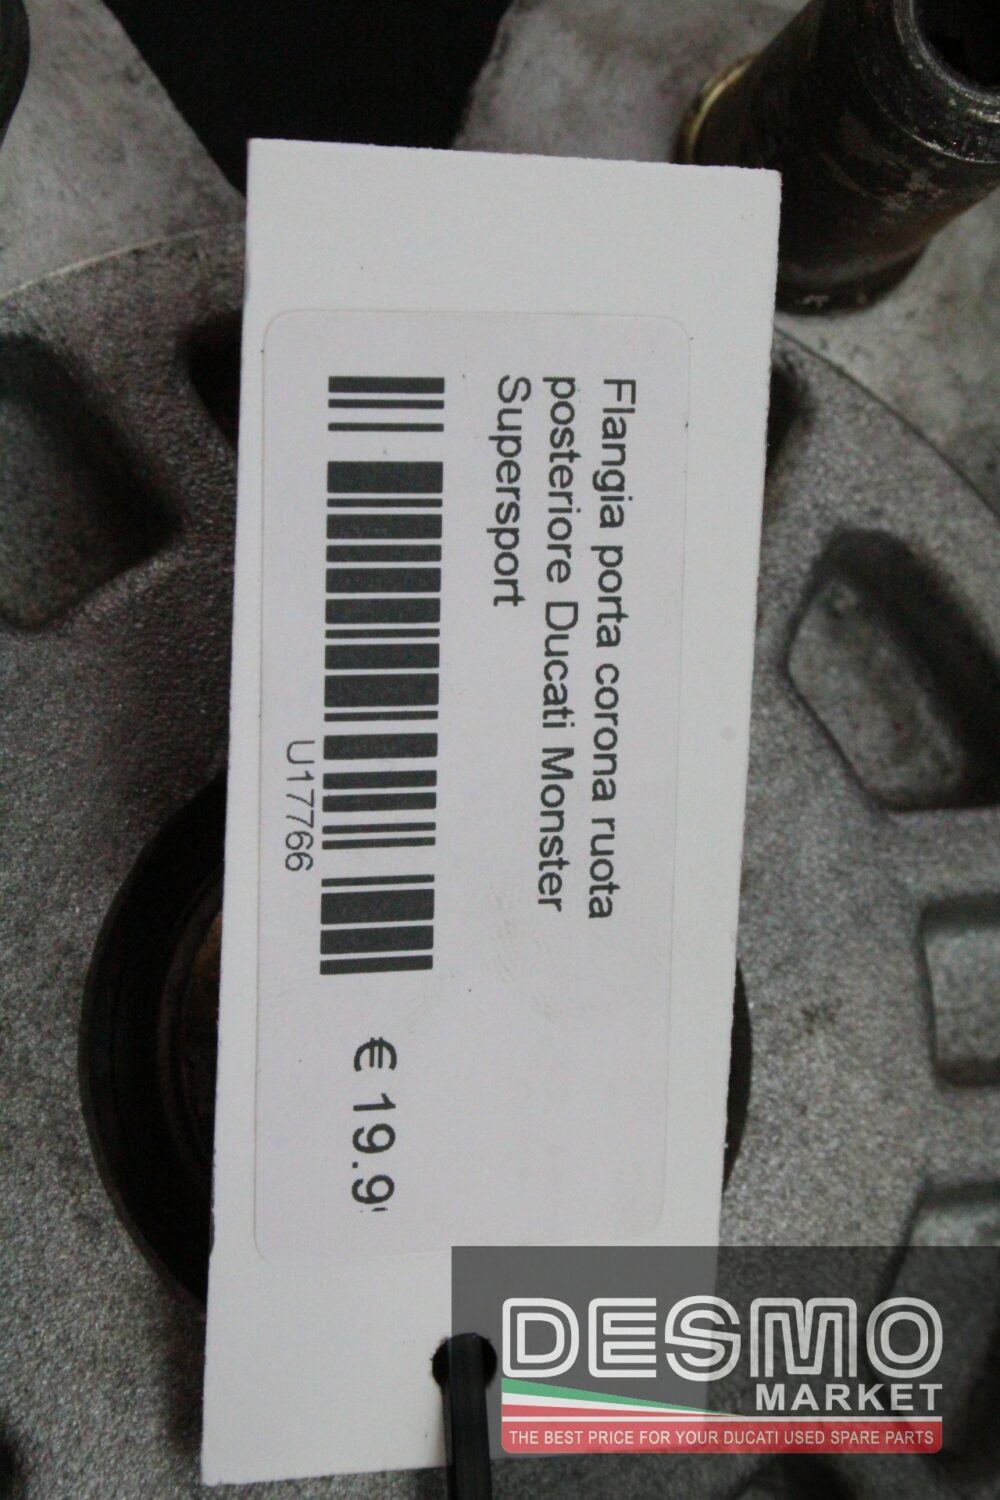 Flangia porta corona ruota
posteriore Ducati Monster
Supersport
U17766
€ 19.9
DESMO
MARKET
THE BEST PRICE FOR YOUR DUCATI USED SPARE PARTS